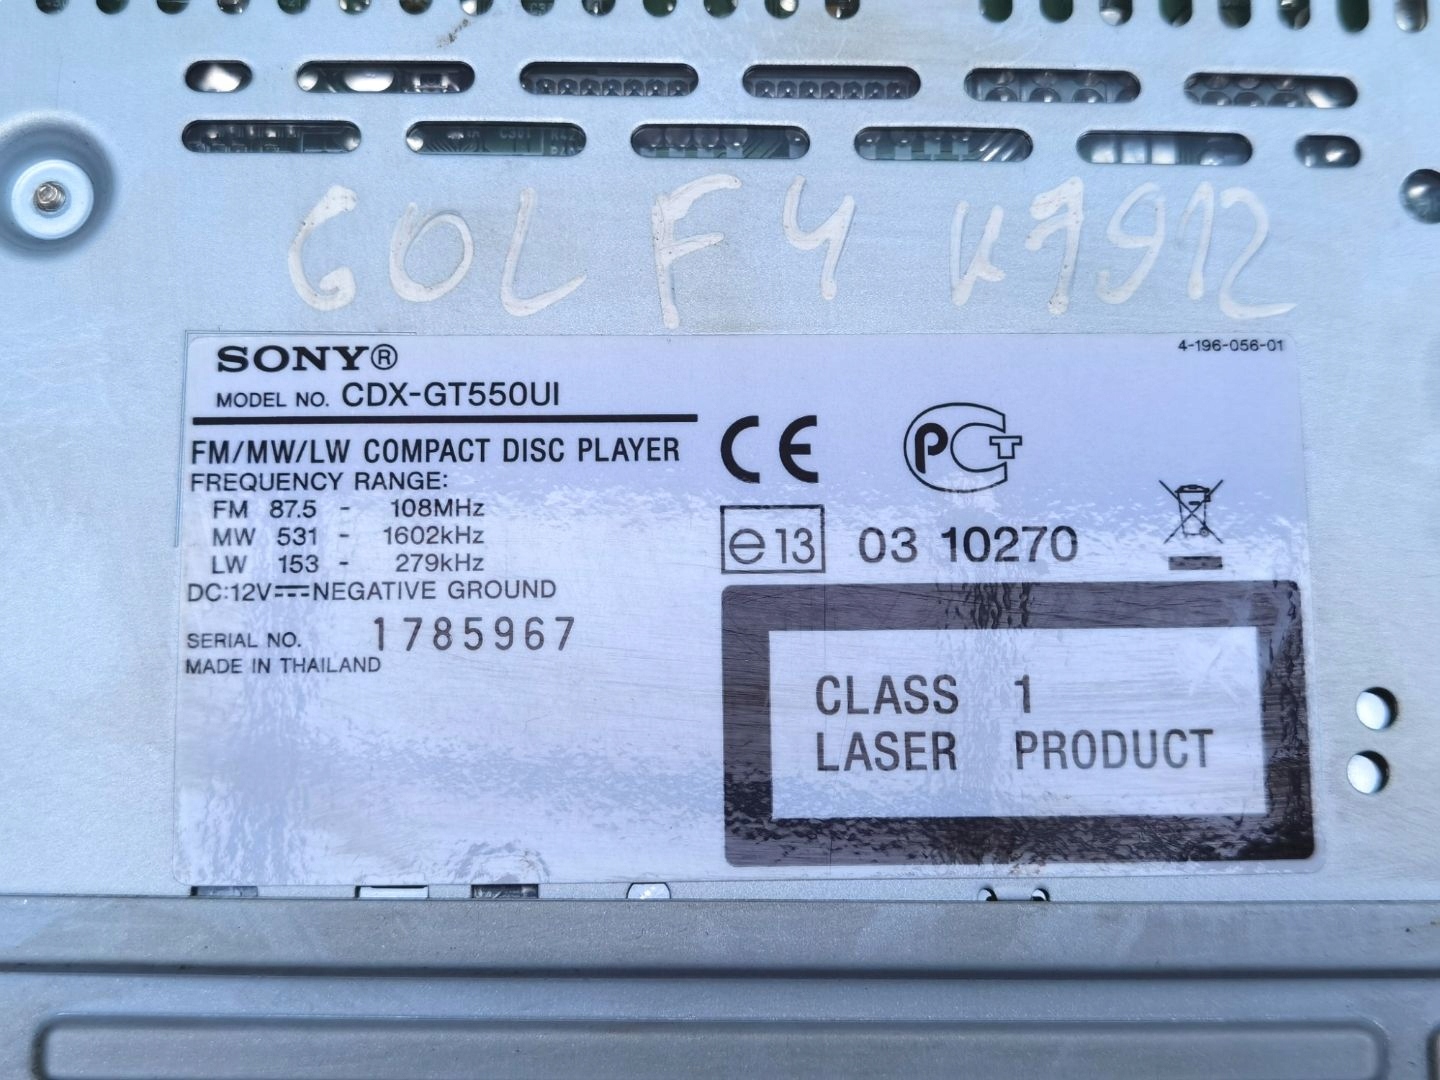 GOLF 4 K7912
SONY®
4-196-056-01
MODEL NO. CDX-GT550UI
FM/MW/LW COMPACT DISC PLAYER
FREQUENCY RANGE:
FM 87.5 - 108MHz
MW 531 - 1602kHz
LW 153 - 279kHz
DC:12V⎓NEGATIVE GROUND
SERIAL NO. 1785967
MADE IN THAILAND
CE PCT
e13 03 10270
CLASS 1
LASER PRODUCT